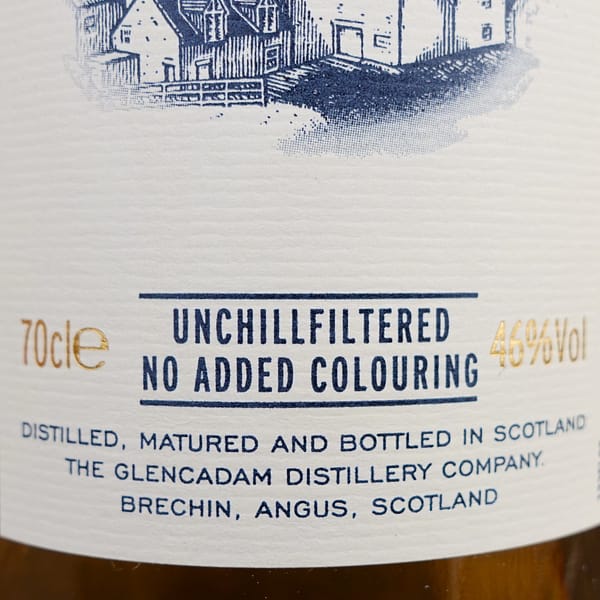 70cl℮
UNCHILLFILTERED
NO ADDED COLOURING
46%Vol
DISTILLED, MATURED AND BOTTLED IN SCOTLAND
THE GLENCADAM DISTILLERY COMPANY.
BRECHIN, ANGUS, SCOTLAND